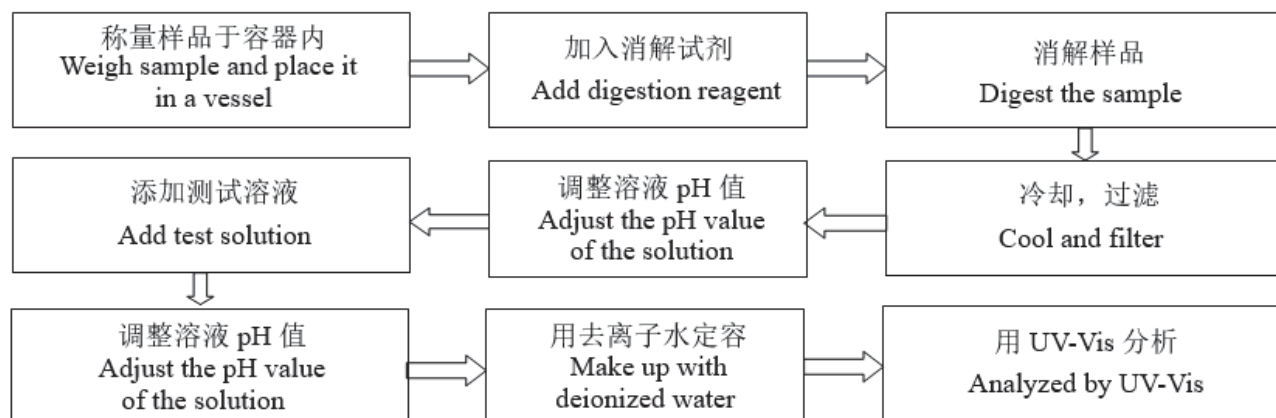 称量样品于容器内
Weigh sample and place it
in a vessel
加入消解试剂
Add digestion reagent
消解样品
Digest the sample
冷却，过滤
Cool and filter
调整溶液 pH 值
Adjust the pH value
of the solution
添加测试溶液
Add test solution
调整溶液 pH 值
Adjust the pH value
of the solution
用去离子水定容
Make up with
deionized water
用 UV-Vis 分析
Analyzed by UV-Vis